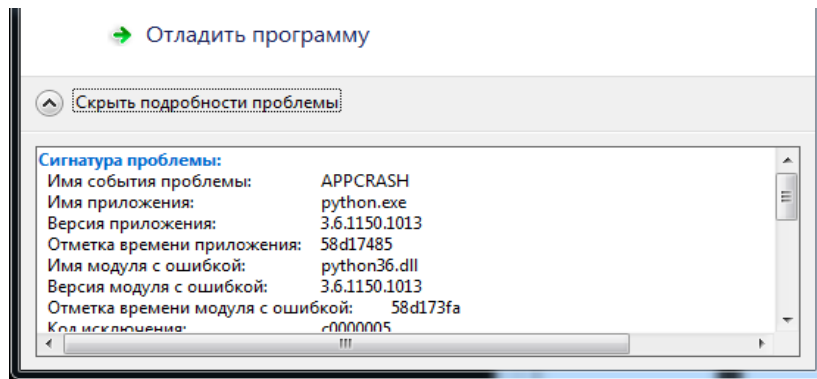 Отладить программу
Скрыть подробности проблемы
Сигнатура проблемы:
Имя события проблемы: APPCRASH
Имя приложения: python.exe
Версия приложения: 3.6.1150.1013
Отметка времени приложения: 58d17485
Имя модуля с ошибкой: python36.dll
Версия модуля с ошибкой: 3.6.1150.1013
Отметка времени модуля с ошибкой: 58d173fa
Код исключения: c0000005